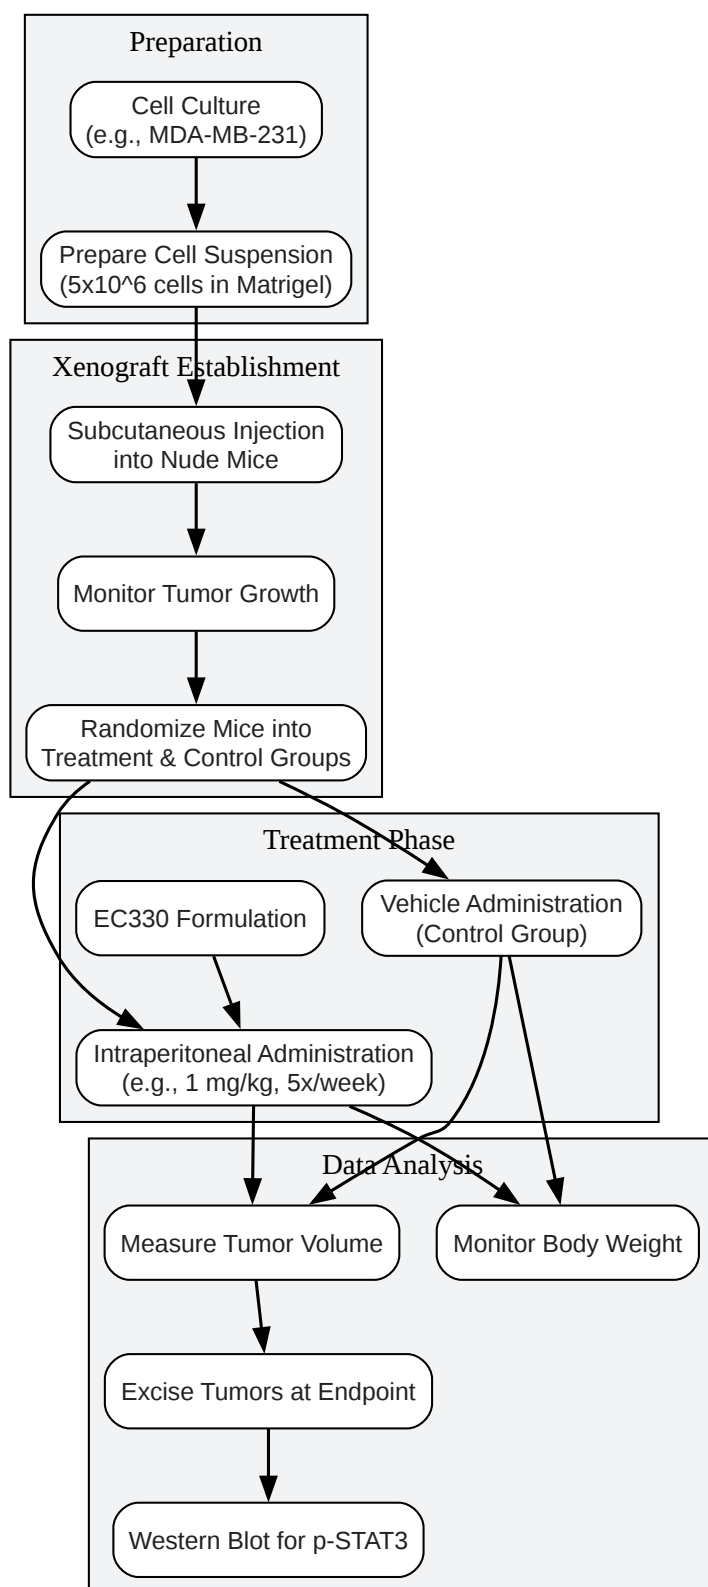 Preparation
Cell Culture
(e.g., MDA-MB-231)
Prepare Cell Suspension
(5x10^6 cells in Matrigel)
Xenograft Establishment
Subcutaneous Injection
into Nude Mice
Monitor Tumor Growth
Randomize Mice into
Treatment & Control Groups
Treatment Phase
EC330 Formulation
Vehicle Administration
(Control Group)
Intraperitoneal Administration
(e.g., 1 mg/kg, 5x/week)
Data Analysis
Measure Tumor Volume
Monitor Body Weight
Excise Tumors at Endpoint
Western Blot for p-STAT3